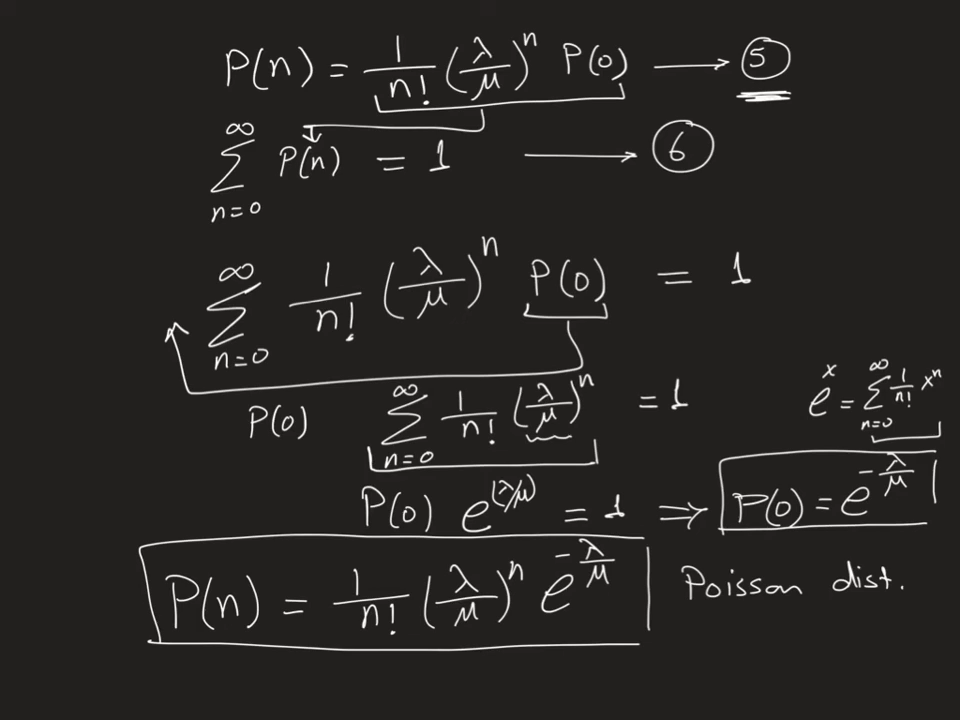 P(n) = 1/n! (λ/μ)^n P(0) → ⑤
∑_{n=0}^{∞} P(n) = 1 → ⑥
∑_{n=0}^{∞} 1/n! (λ/μ)^n P(0) = 1
P(0) ∑_{n=0}^{∞} 1/n! (λ/μ)^n = 1
e^x = ∑_{n=0}^{∞} 1/n! x^n
P(0) e^{(λ/μ)} = 1 ⇒ P(0) = e^{-λ/μ}
P(n) = 1/n! (λ/μ)^n e^{-λ/μ} Poisson dist.